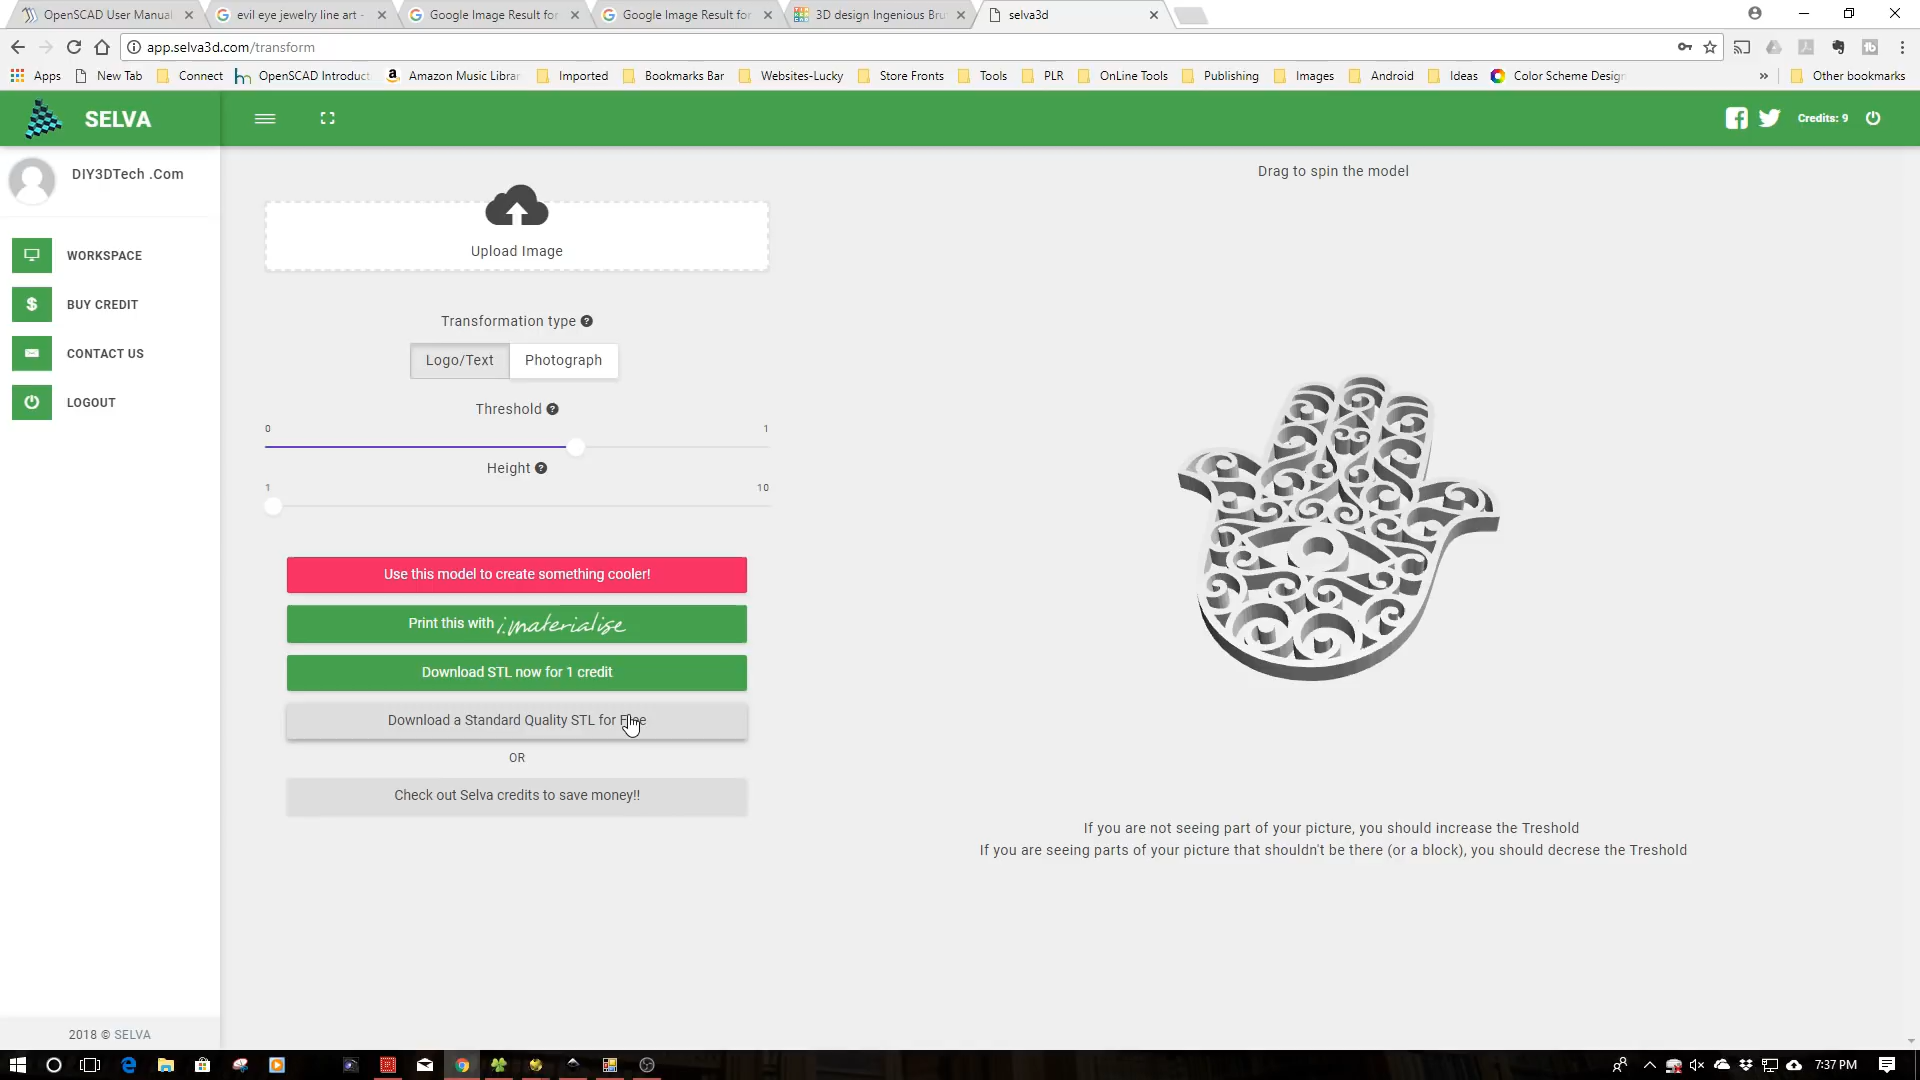 OpenSCAD User Manual
evil eye jewelry line art -
Google Image Result for
Google Image Result for
3D design Ingenious Bru
selva3d
app.selva3d.com/transform
Apps
New Tab
Connect
OpenSCAD Introduct
Amazon Music Librar
Imported
Bookmarks Bar
Websites-Lucky
Store Fronts
Tools
PLR
OnLine Tools
Publishing
Images
Android
Ideas
Color Scheme Design
»
Other bookmarks
SELVA
Credits: 9
DIY3DTech .Com
WORKSPACE
BUY CREDIT
CONTACT US
LOGOUT
2018 © SELVA
Upload Image
Transformation type
Logo/Text
Photograph
Threshold
0
1
Height
1
10
Use this model to create something cooler!
Print this with i.materialise
Download STL now for 1 credit
Download a Standard Quality STL for Free
OR
Check out Selva credits to save money!!
Drag to spin the model
If you are not seeing part of your picture, you should increase the Treshold
If you are seeing parts of your picture that shouldn't be there (or a block), you should decrese the Treshold
7:37 PM